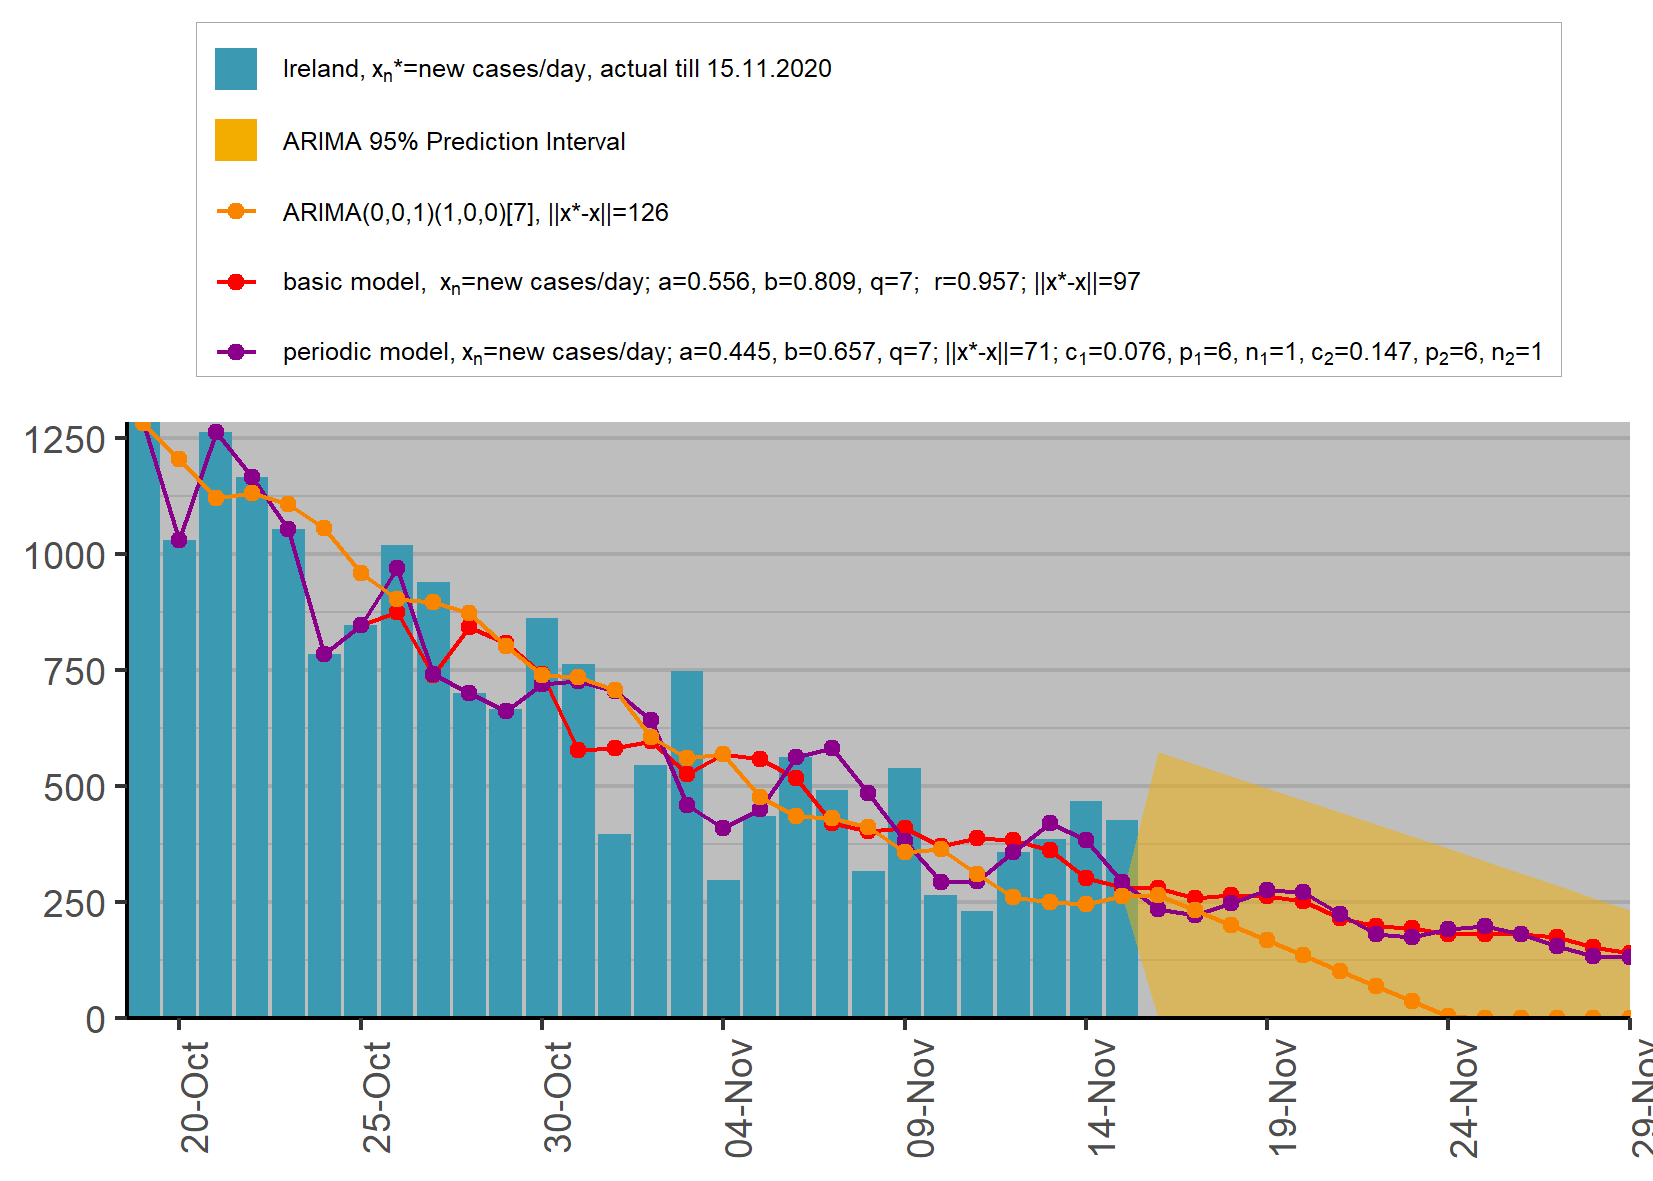 Ireland, xₙ*=new cases/day, actual till 15.11.2020
ARIMA 95% Prediction Interval
ARIMA(0,0,1)(1,0,0)[7], ||x*-x||=126
basic model,  xₙ=new cases/day; a=0.556, b=0.809, q=7;  r=0.957; ||x*-x||=97
periodic model, xₙ=new cases/day; a=0.445, b=0.657, q=7; ||x*-x||=71; c₁=0.076, p₁=6, n₁=1, c₂=0.147, p₂=6, n₂=1
1250
1000
750
500
250
0
20-Oct
25-Oct
30-Oct
04-Nov
09-Nov
14-Nov
19-Nov
24-Nov
29-Nov